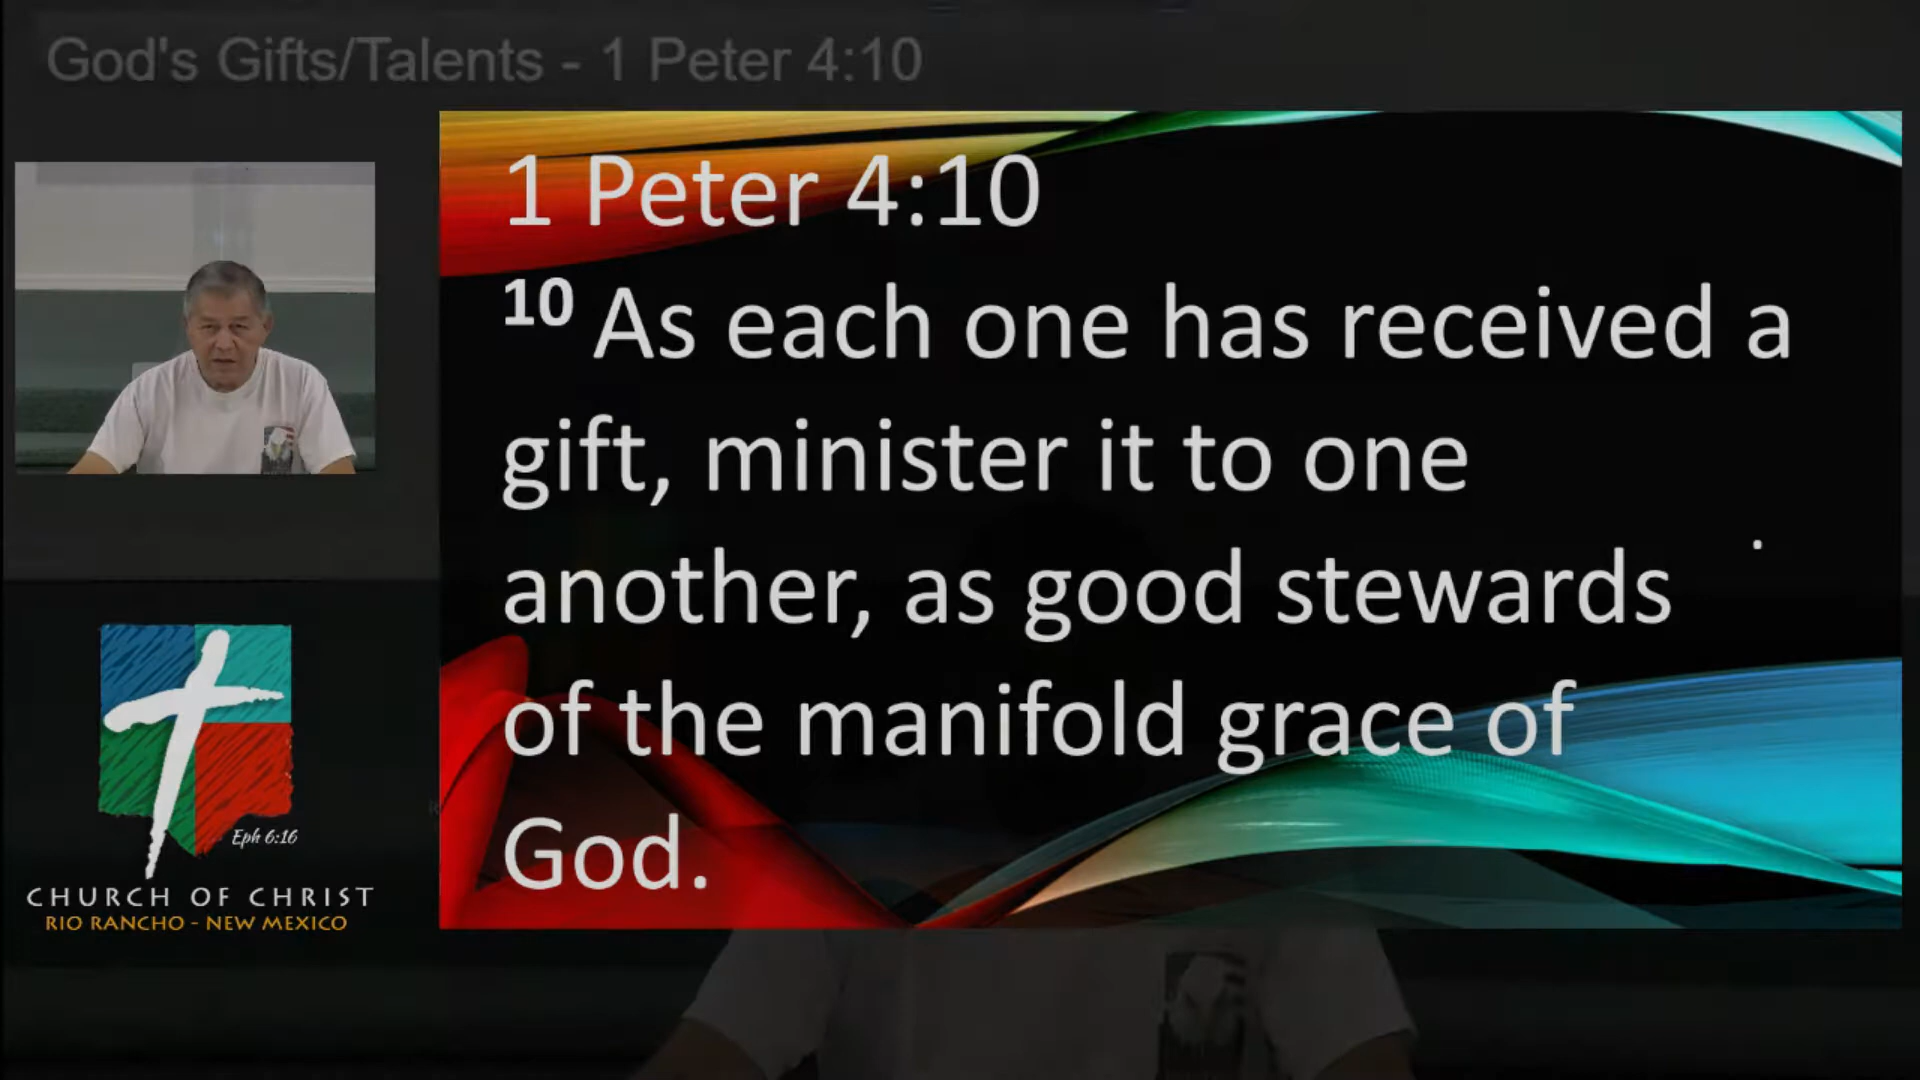 God's Gifts/Talents - 1 Peter 4:10
1 Peter 4:10
10 As each one has received a
gift, minister it to one
another, as good stewards
of the manifold grace of
God.
Eph 6:16
CHURCH OF CHRIST
RIO RANCHO - NEW MEXICO